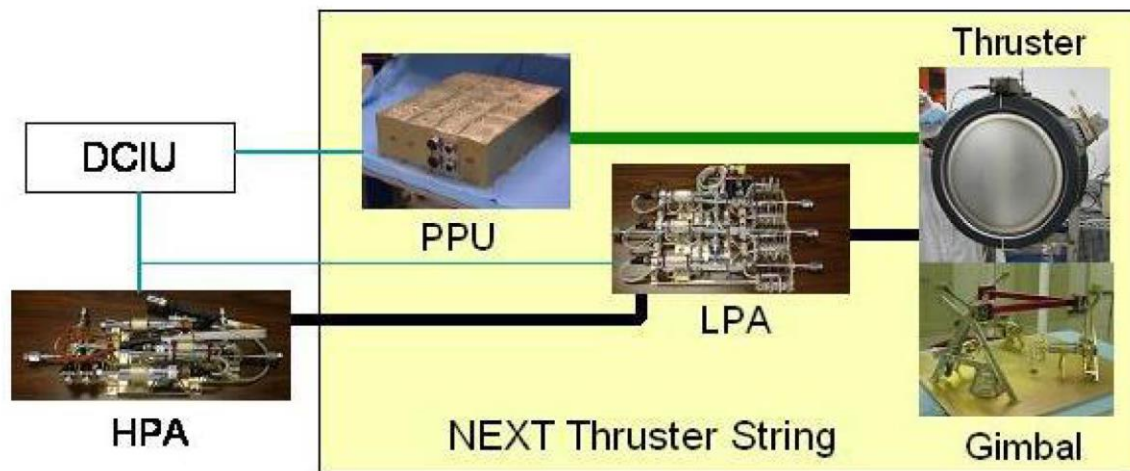 Thruster
DCIU
PPU
LPA
HPA
NEXT Thruster String
Gimbal